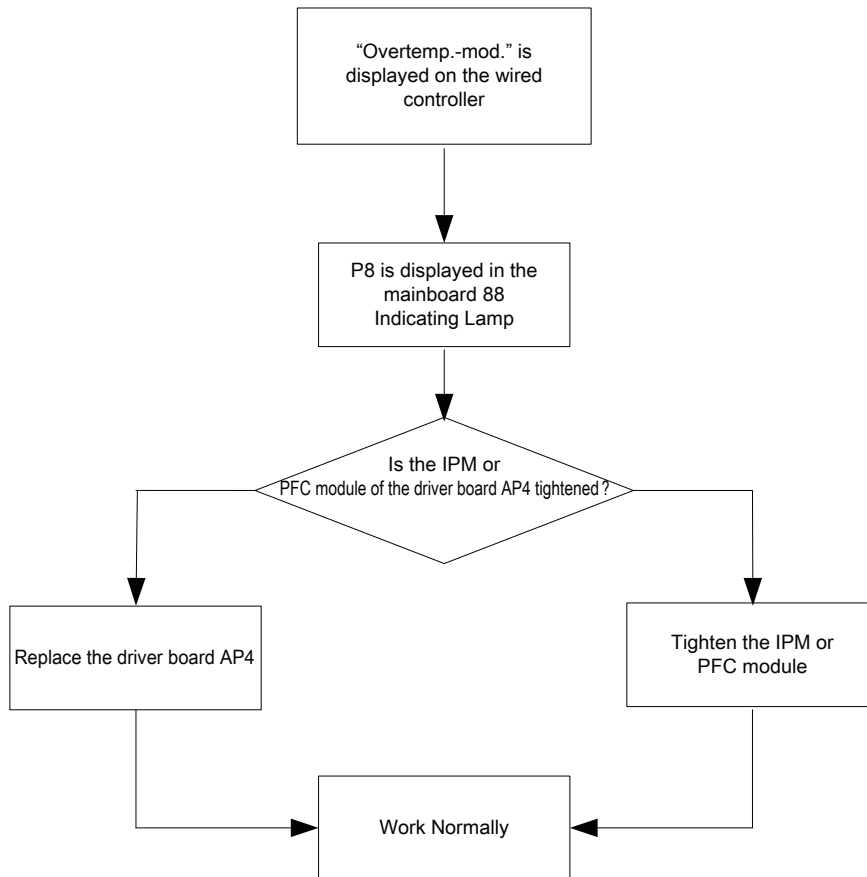 “Overtemp.-mod.” is
displayed on the wired
controller
P8 is displayed in the
mainboard 88
Indicating Lamp
Is the IPM or
PFC module of the driver board AP4 tightened?
Replace the driver board AP4
Tighten the IPM or
PFC module
Work Normally